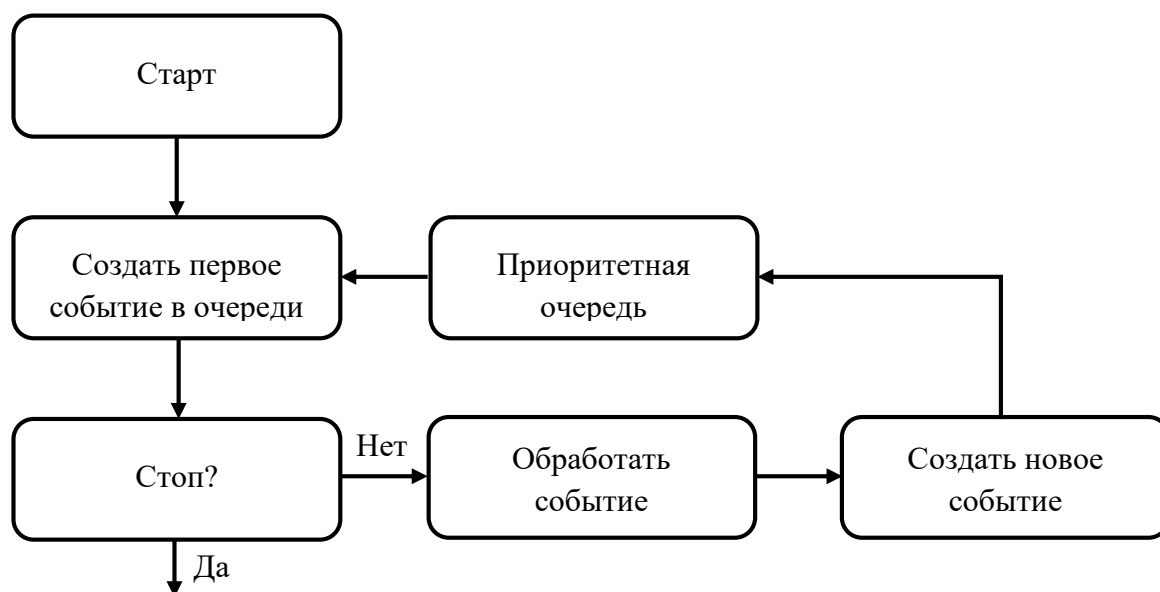 Старт
Создать первое
событие в очереди
Приоритетная
очередь
Стоп?
Нет
Обработать
событие
Создать новое
событие
Да